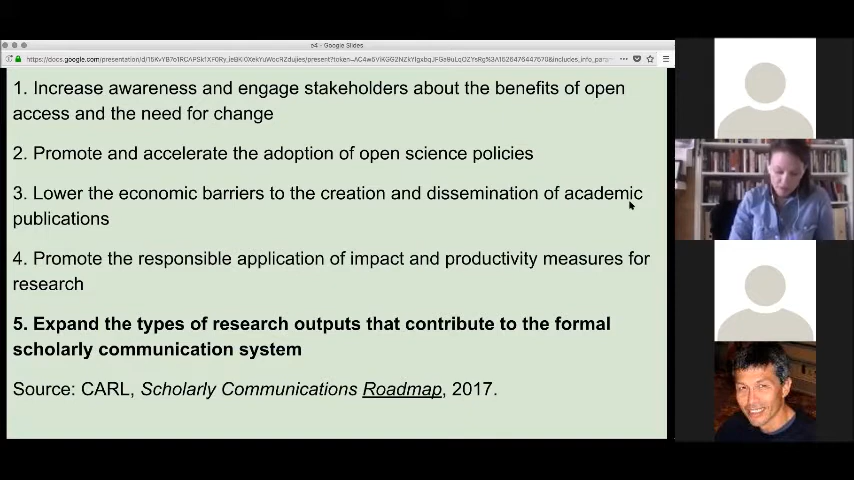 e4 - Google Slides
1. Increase awareness and engage stakeholders about the benefits of open
access and the need for change
2. Promote and accelerate the adoption of open science policies
3. Lower the economic barriers to the creation and dissemination of academic
publications
4. Promote the responsible application of impact and productivity measures for
research
5. Expand the types of research outputs that contribute to the formal
scholarly communication system
Source: CARL, Scholarly Communications Roadmap, 2017.